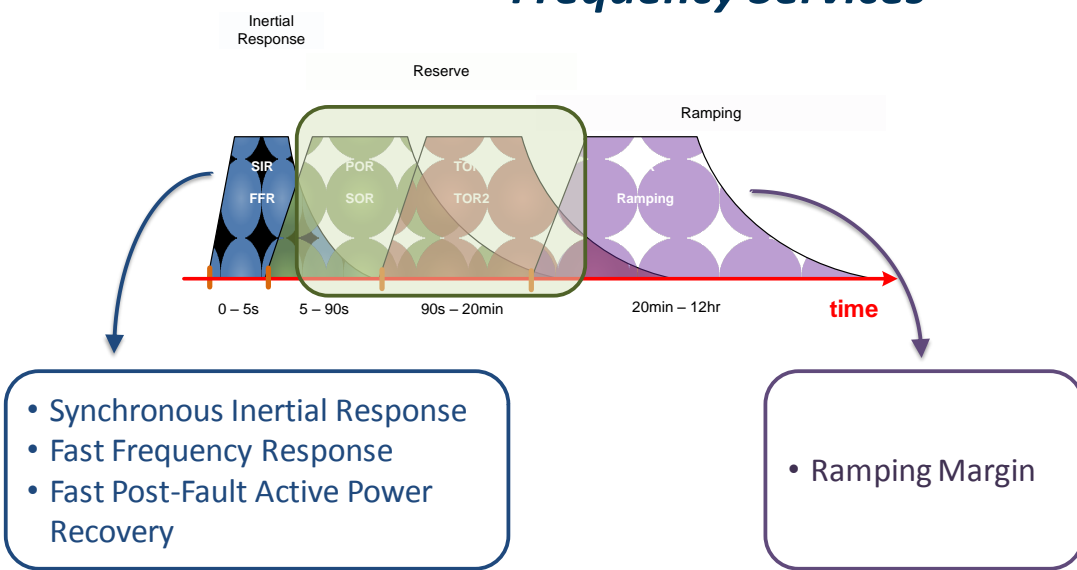 Frequency Services
Inertial
Response
Reserve
Ramping
SIR
FFR
POR
SOR
TOR2
Ramping
0 – 5s
5 – 90s
90s – 20min
20min – 12hr
time
• Synchronous Inertial Response
• Fast Frequency Response
• Fast Post-Fault Active Power
Recovery
• Ramping Margin